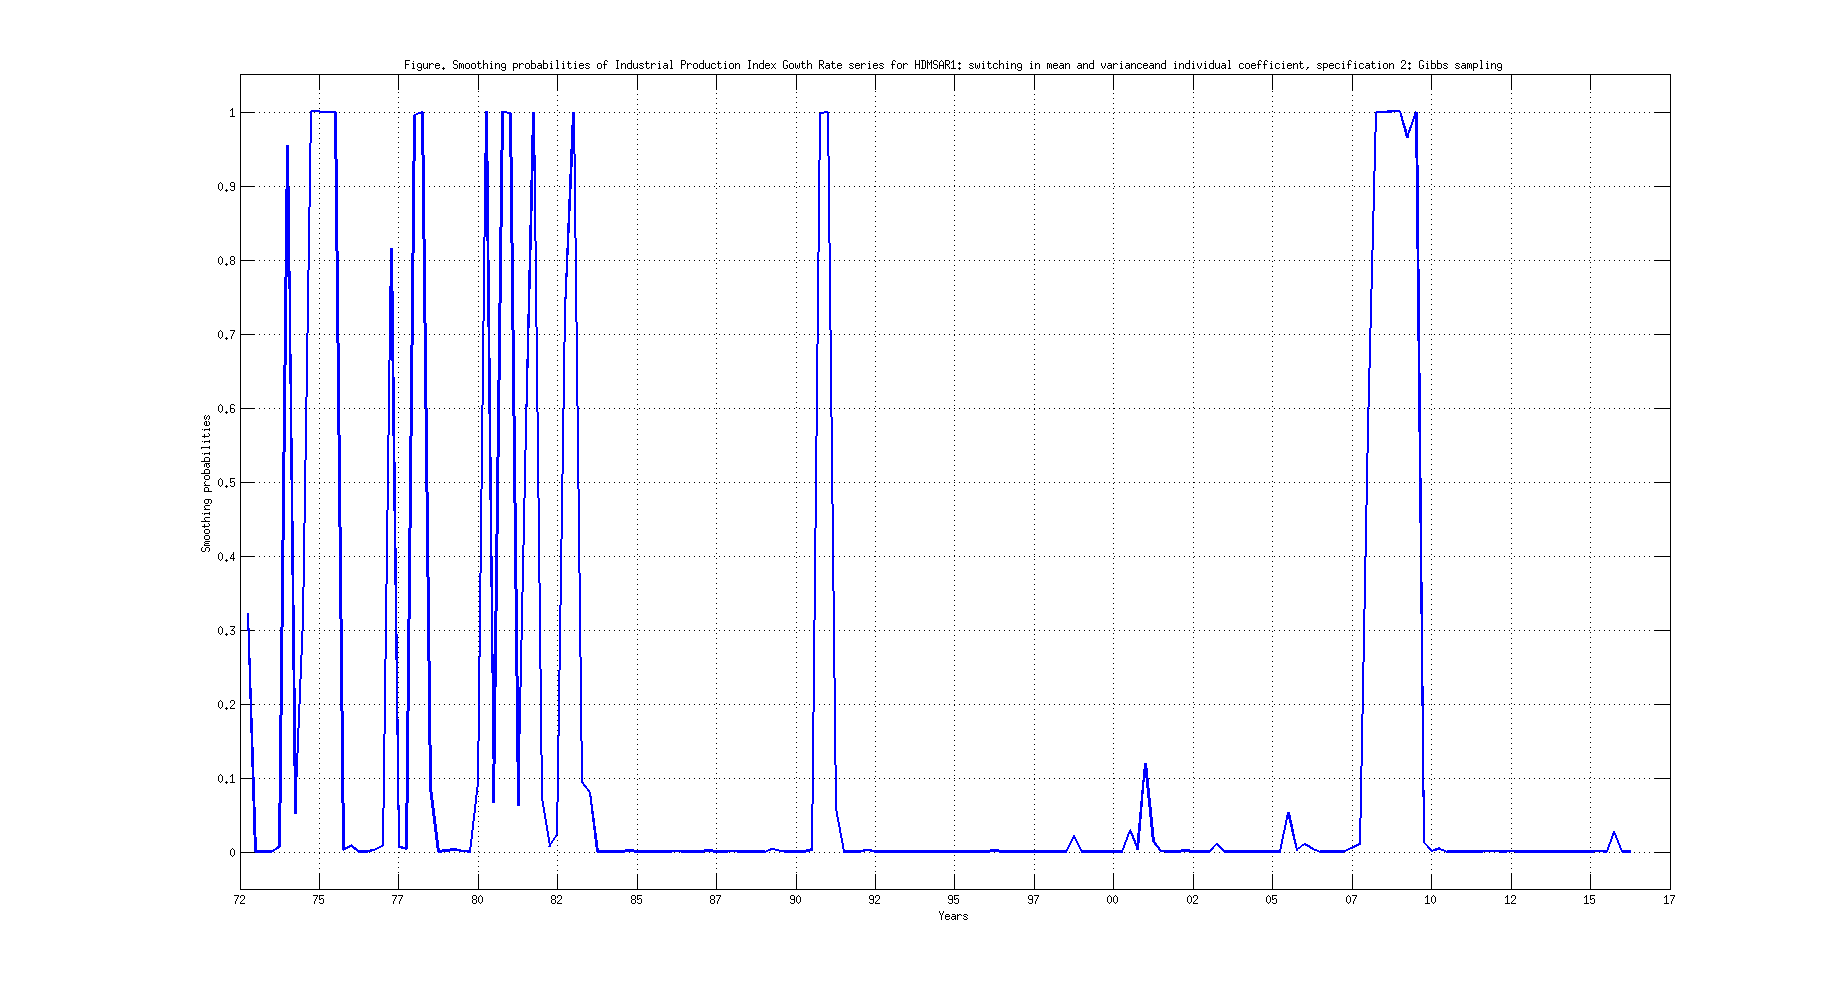 Figure. Smoothing probabilities of Industrial Production Index Gowth Rate series for HDMSAR1: switching in mean and varianceand individual coefficient, specification 2: Gibbs sampling
1
0.9
0.8
0.7
0.6
0.5
0.4
0.3
0.2
0.1
0
Smoothing probabilities
72 75 77 80 82 85 87 90 92 95 97 00 02 05 07 10 12 15 17
Years